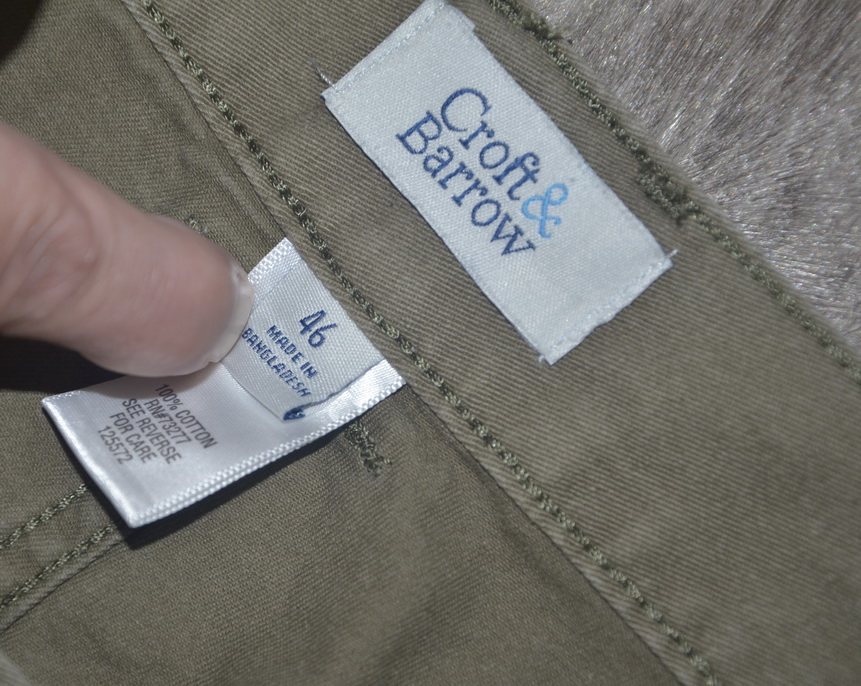 Croft&
Barrow
46
MADE IN
BANGLADESH
100% COTTON
RN#73277
SEE REVERSE
FOR CARE
125572